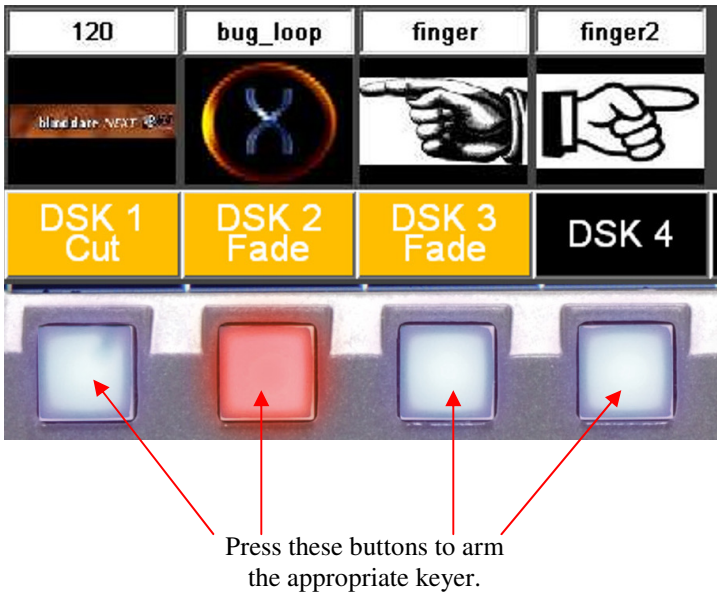 120
bug_loop
finger
finger2
NEXT
DSK 1
Cut
DSK 2
Fade
DSK 3
Fade
DSK 4
Press these buttons to arm
the appropriate keyer.